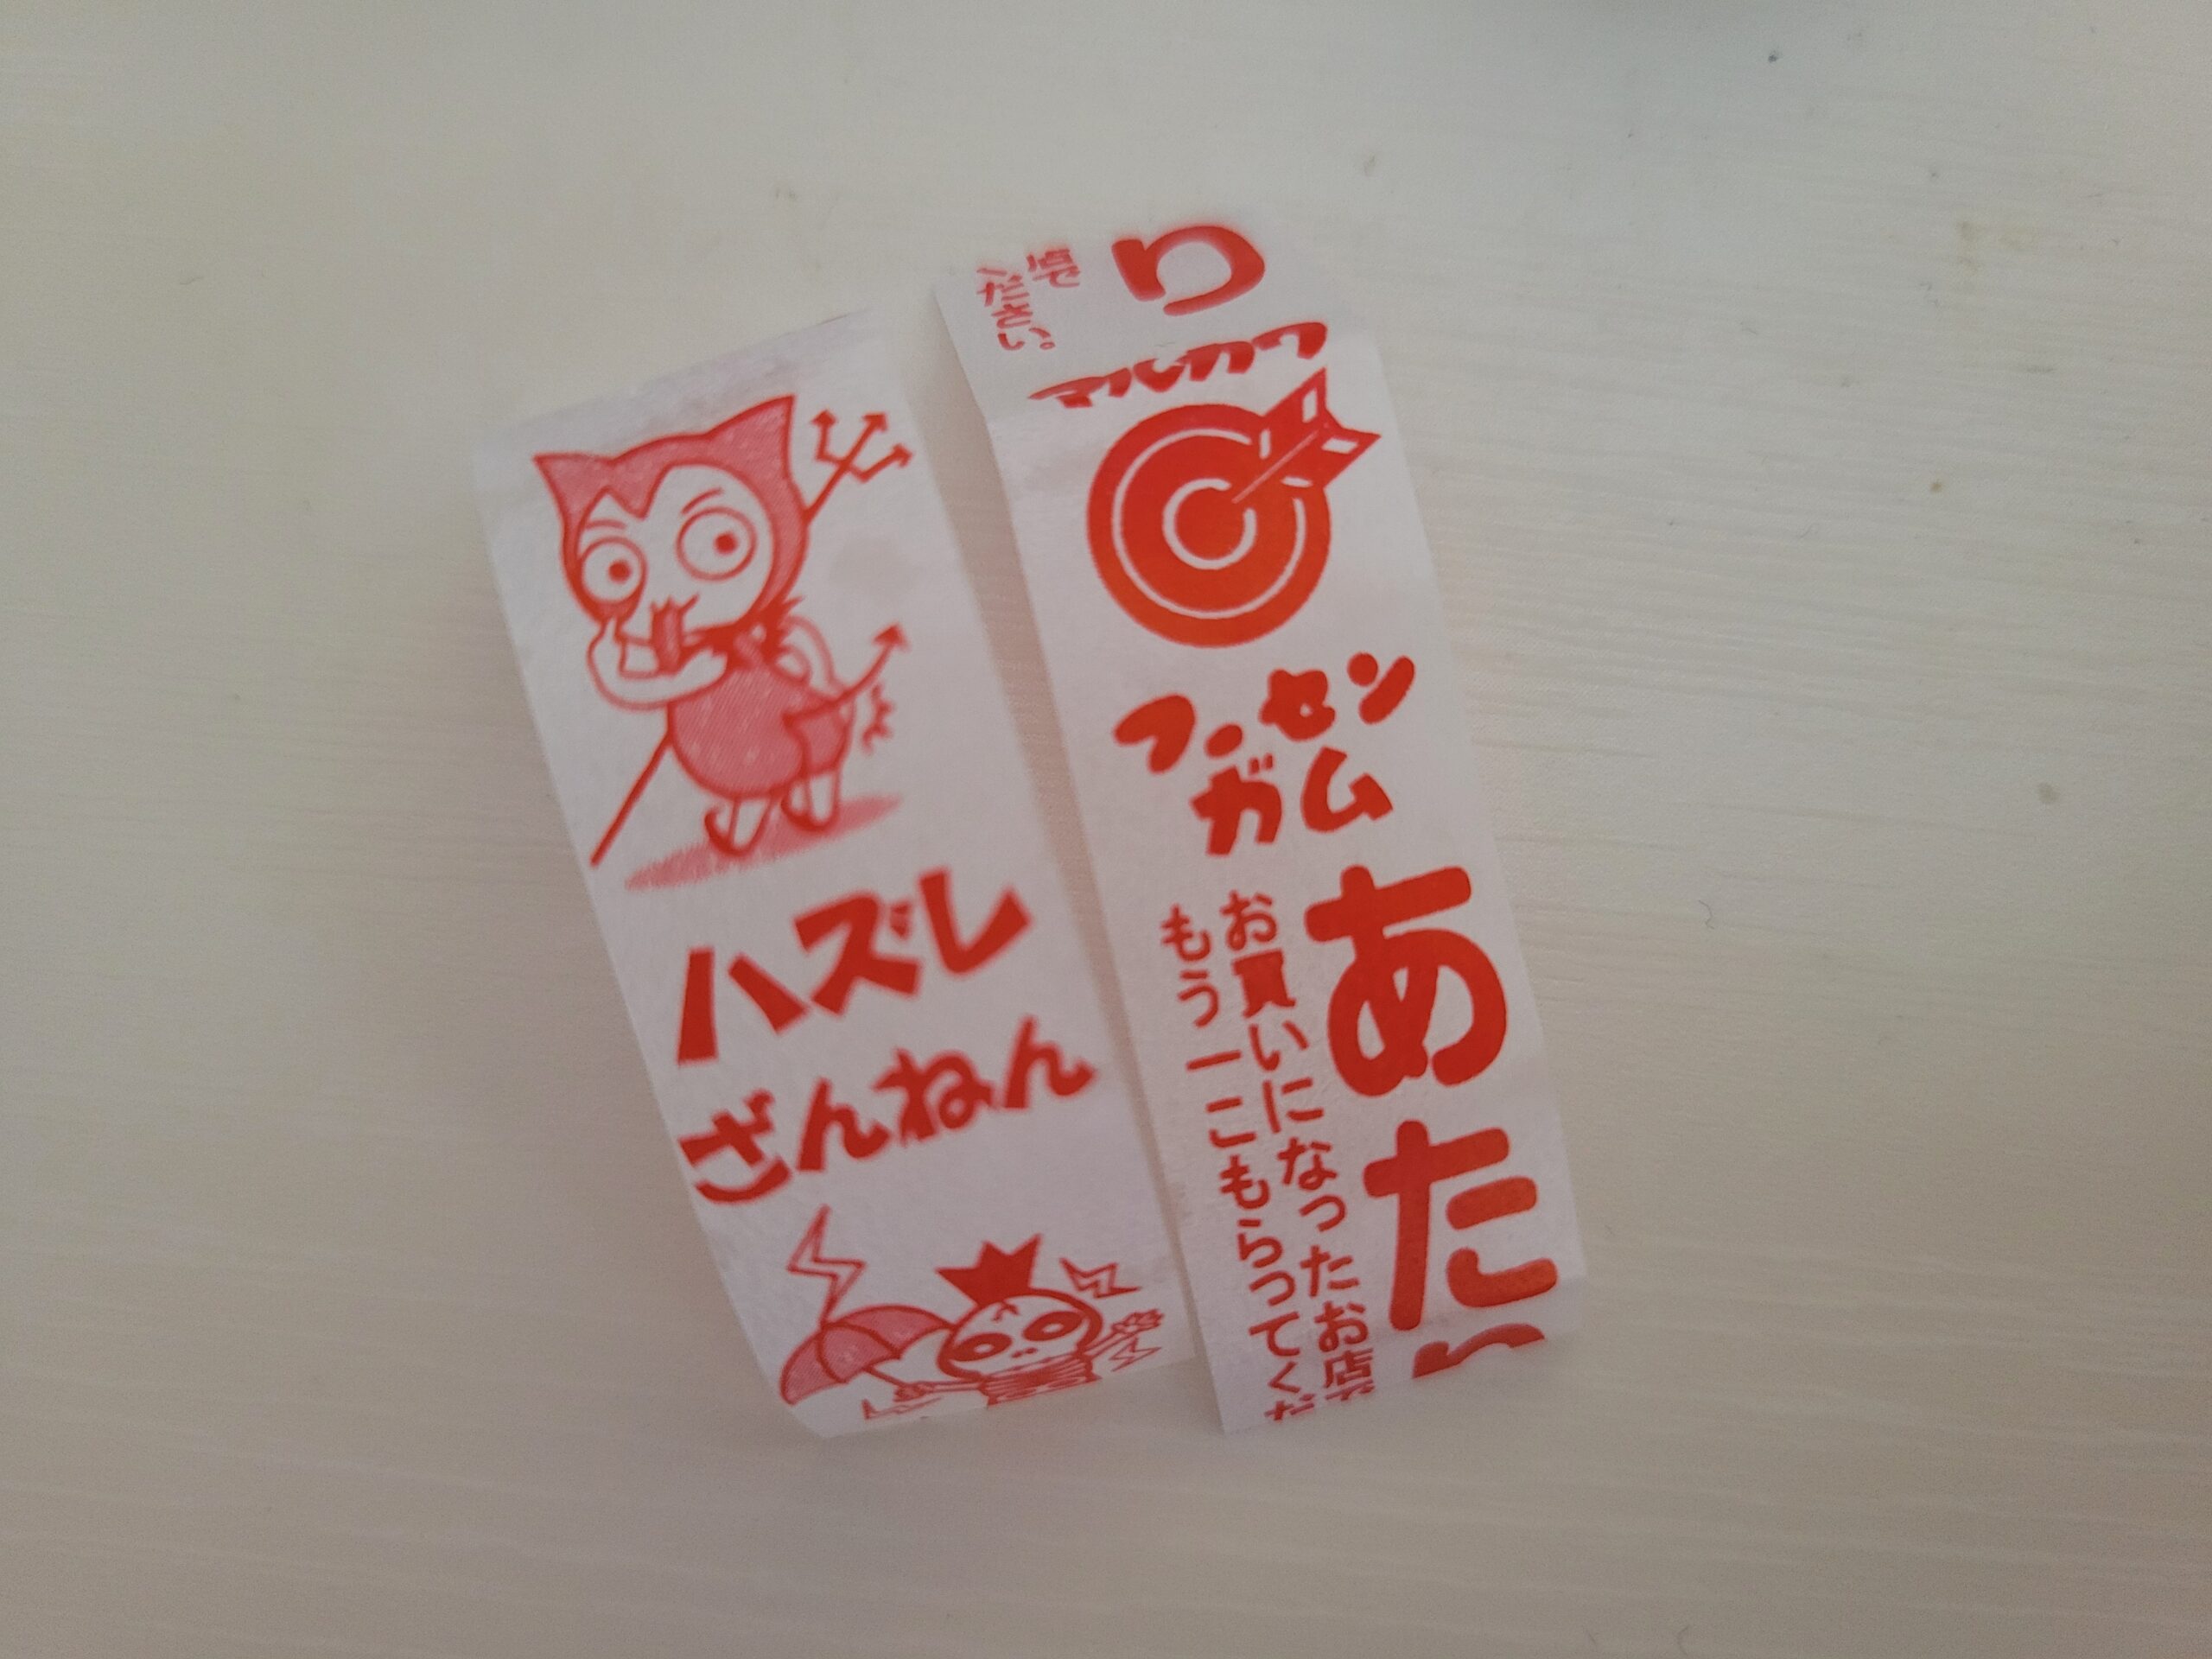 ハズレ
ざんねん
り
店で
ください。
マルカワ
フーセン
ガム
あた
お買いになったお店で
もう一こもらってくだ